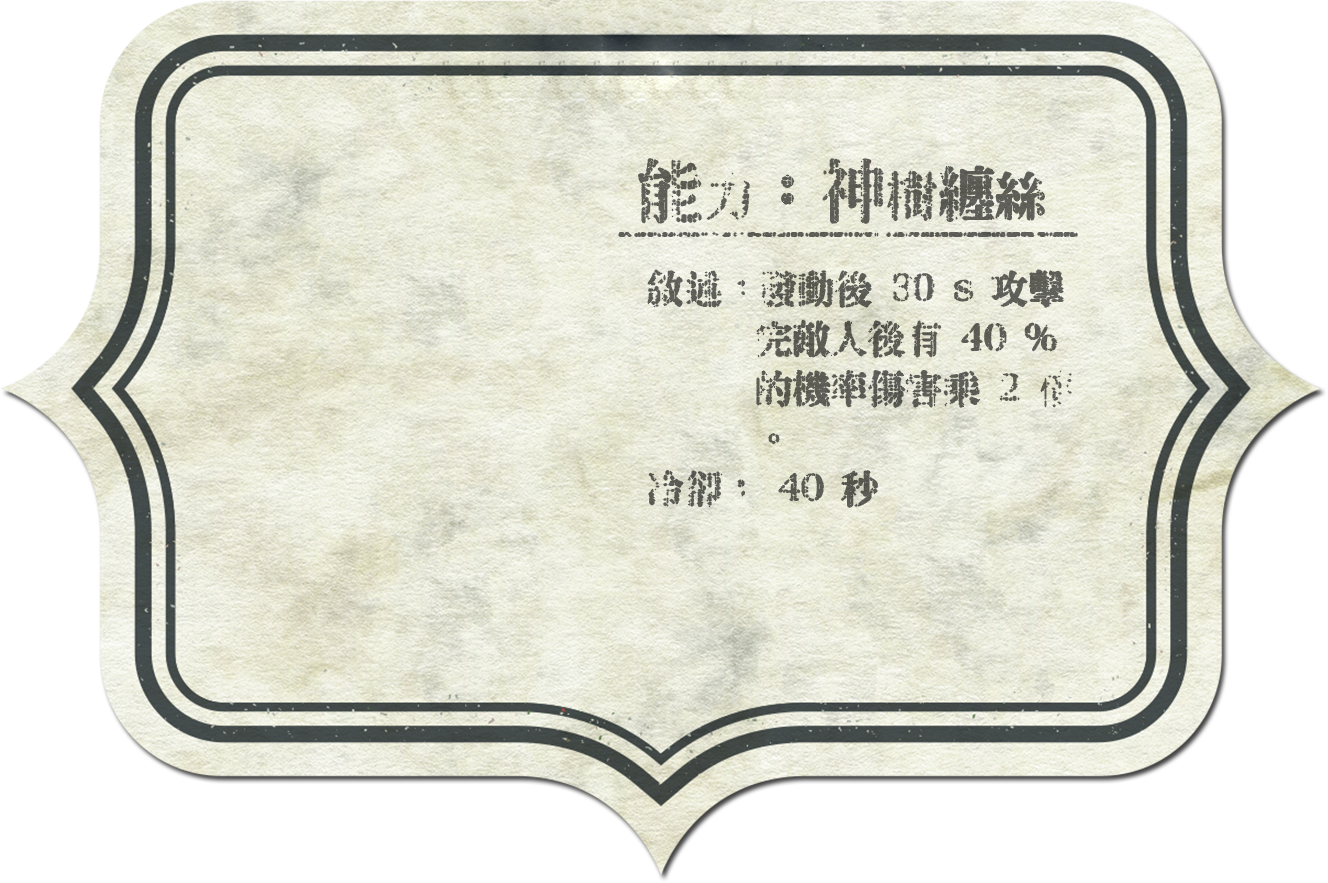 能力：神樹纏絲
敘述：發動後 30 s 攻擊
完敵人後有 40 %
的機率傷害乘 2 倍
。
冷卻： 40 秒